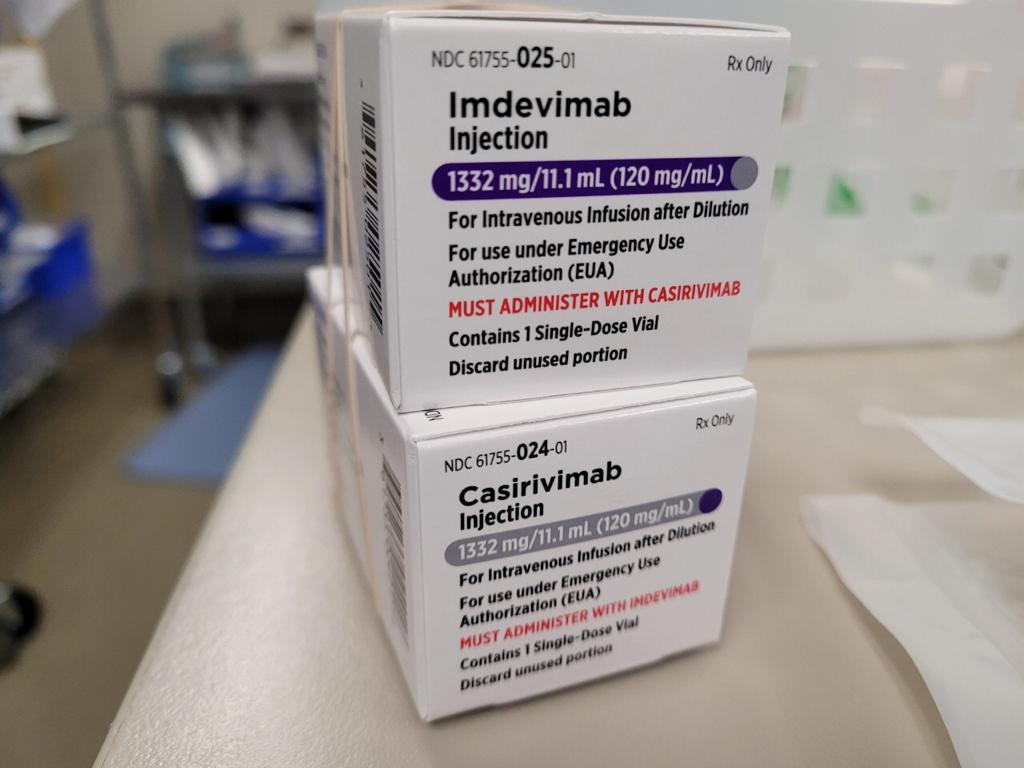 NDC 61755-025-01
Rx Only
Imdevimab
Injection
1332 mg/11.1 mL (120 mg/mL)
For Intravenous Infusion after Dilution
For use under Emergency Use
Authorization (EUA)
MUST ADMINISTER WITH CASIRIVIMAB
Contains 1 Single-Dose Vial
Discard unused portion
Rx Only
NDC 61755-024-01
Casirivimab
Injection
1332 mg/11.1 mL (120 mg/mL)
For Intravenous Infusion after Dilution
For use under Emergency Use
Authorization (EUA)
MUST ADMINISTER WITH IMDEVIMAB
Contains 1 Single-Dose Vial
Discard unused portion